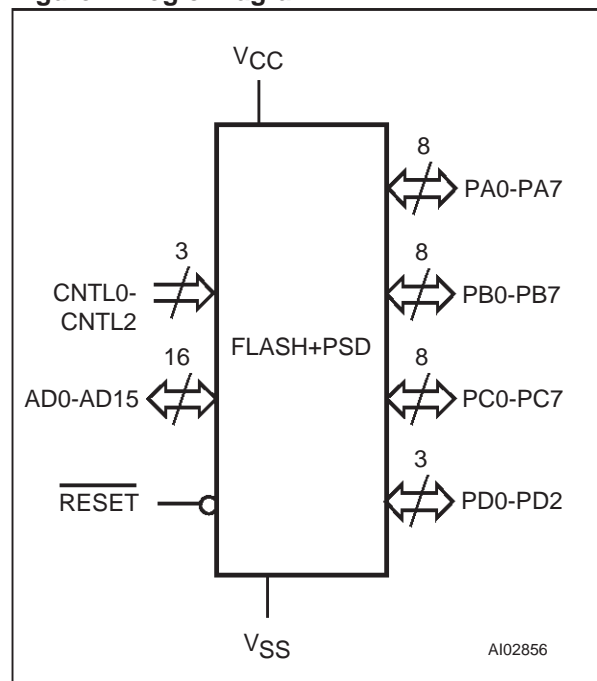 VCC
8
PA0-PA7
3
CNTL0-
CNTL2
8
PB0-PB7
FLASH+PSD
16
AD0-AD15
8
PC0-PC7
RESET
3
PD0-PD2
VSS
AI02856